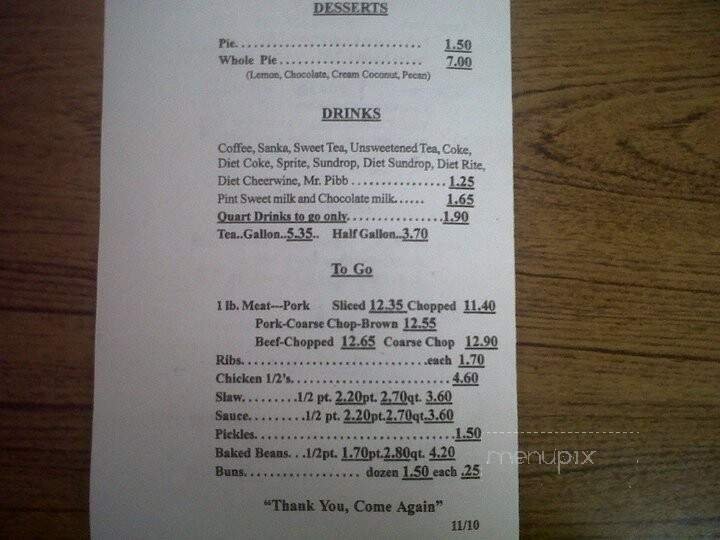 DESSERTS
Pie............................. 1.50
Whole Pie....................... 7.00
(Lemon, Chocolate, Cream Coconut, Pecan)
DRINKS
Coffee, Sanka, Sweet Tea, Unsweetened Tea, Coke,
Diet Coke, Sprite, Sundrop, Diet Sundrop, Diet Rite,
Diet Cheerwine, Mr. Pibb ................ 1.25
Pint Sweet milk and Chocolate milk...... 1.65
Quart Drinks to go only................1.90
Tea..Gallon..5.35.. Half Gallon..3.70
To Go
1 lb. Meat---Pork Sliced 12.35 Chopped 11.40
Pork-Coarse Chop-Brown 12.55
Beef-Chopped 12.65 Coarse Chop 12.90
Ribs..............................each 1.70
Chicken 1/2's..........................4.60
Slaw.........1/2 pt. 2.20pt. 2.70qt. 3.60
Sauce........1/2 pt. 2.20pt.2.70qt.3.60
Pickles................................1.50
Baked Beans...1/2pt. 1.70pt.2.80qt. 4.20
Buns................. dozen 1.50 each .25
"Thank You, Come Again"
11/10
menupix